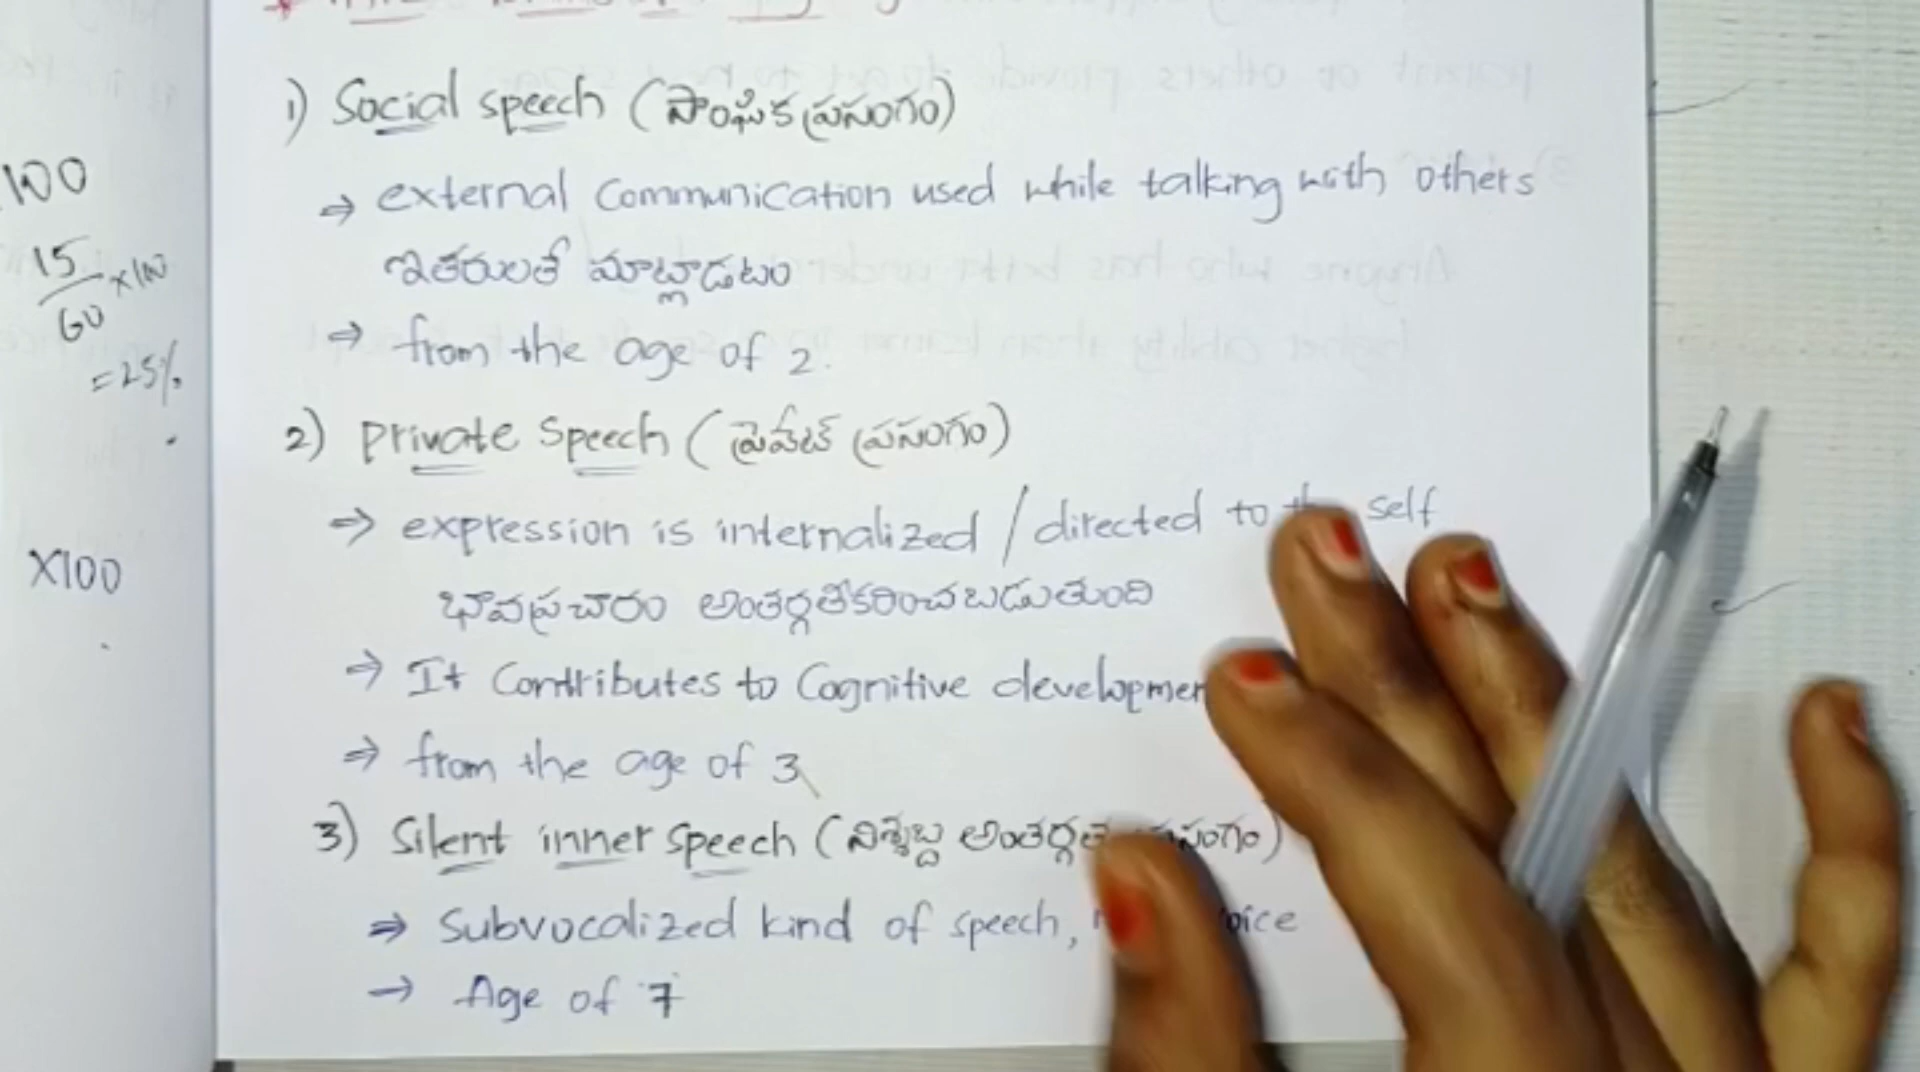 1) Social speech (సాంఘిక ప్రసంగం)
⇒ external communication used while talking with others
ఇతరులతో మాట్లాడటం
⇒ from the age of 2.
2) private speech (ప్రైవేట్ ప్రసంగం)
⇒ expression is internalized / directed to self
భావప్రచారం అంతర్గతీకరించబడుతుంది
⇒ It contributes to Cognitive developmen
⇒ from the age of 3
3) Silent inner speech (నిశ్శబ్ద
⇒ Subvocalized kind of speech,
→ Age of 7
100
15/60 ×100
=25%.
X100